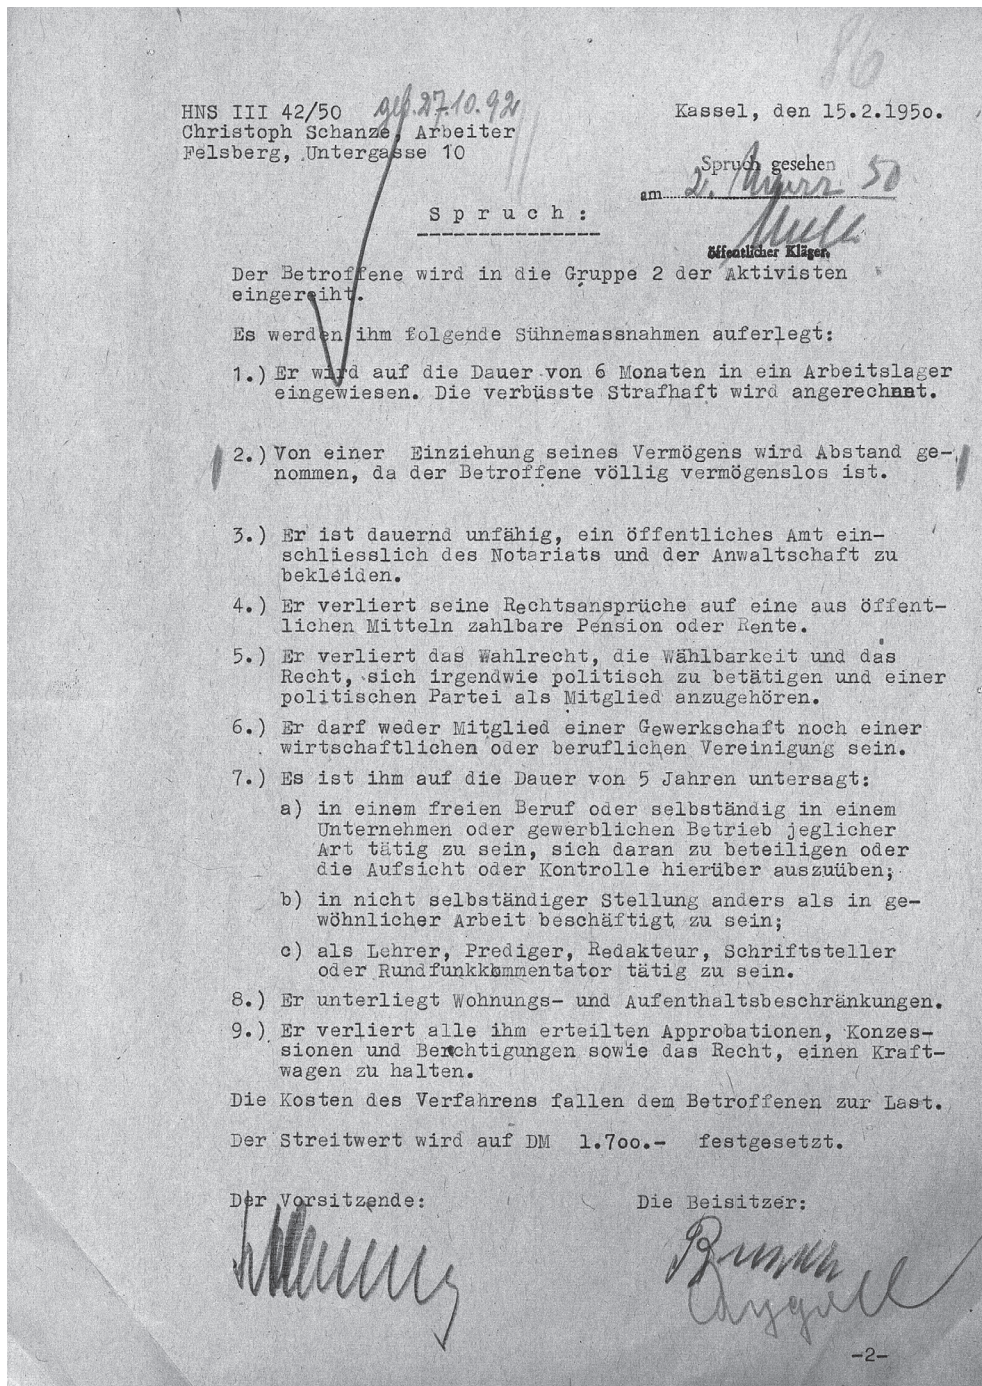 86
HNS III 42/50 geb. 27.10.92
Kassel, den 15.2.1950.
Christoph Schanze, Arbeiter
Felsberg, Untergasse 10
Spruch gesehen
am 2. März 50
öffentlicher Kläger.
S p r u c h :
Der Betroffene wird in die Gruppe 2 der Aktivisten
eingereiht.
Es werden ihm folgende Sühnemassnahmen auferlegt:
1.) Er wird auf die Dauer von 6 Monaten in ein Arbeitslager
eingewiesen. Die verbüsste Strafhaft wird angerechnet.
2.) Von einer Einziehung seines Vermögens wird Abstand ge-
nommen, da der Betroffene völlig vermögenslos ist.
3.) Er ist dauernd unfähig, ein öffentliches Amt ein-
schliesslich des Notariats und der Anwaltschaft zu
bekleiden.
4.) Er verliert seine Rechtsansprüche auf eine aus öffent-
lichen Mitteln zahlbare Pension oder Rente.
5.) Er verliert das Wahlrecht, die Wählbarkeit und das
Recht, sich irgendwie politisch zu betätigen und einer
politischen Partei als Mitglied anzugehören.
6.) Er darf weder Mitglied einer Gewerkschaft noch einer
wirtschaftlichen oder beruflichen Vereinigung sein.
7.) Es ist ihm auf die Dauer von 5 Jahren untersagt:
a) in einem freien Beruf oder selbständig in einem
Unternehmen oder gewerblichen Betrieb jeglicher
Art tätig zu sein, sich daran zu beteiligen oder
die Aufsicht oder Kontrolle hierüber auszuüben;
b) in nicht selbständiger Stellung anders als in ge-
wöhnlicher Arbeit beschäftigt zu sein;
c) als Lehrer, Prediger, Redakteur, Schriftsteller
oder Rundfunkkommentator tätig zu sein.
8.) Er unterliegt Wohnungs- und Aufenthaltsbeschränkungen.
9.) Er verliert alle ihm erteilten Approbationen, Konzes-
sionen und Berechtigungen sowie das Recht, einen Kraft-
wagen zu halten.
Die Kosten des Verfahrens fallen dem Betroffenen zur Last.
Der Streitwert wird auf DM 1.700.- festgesetzt.
Der Vorsitzende: Die Beisitzer:
-2-